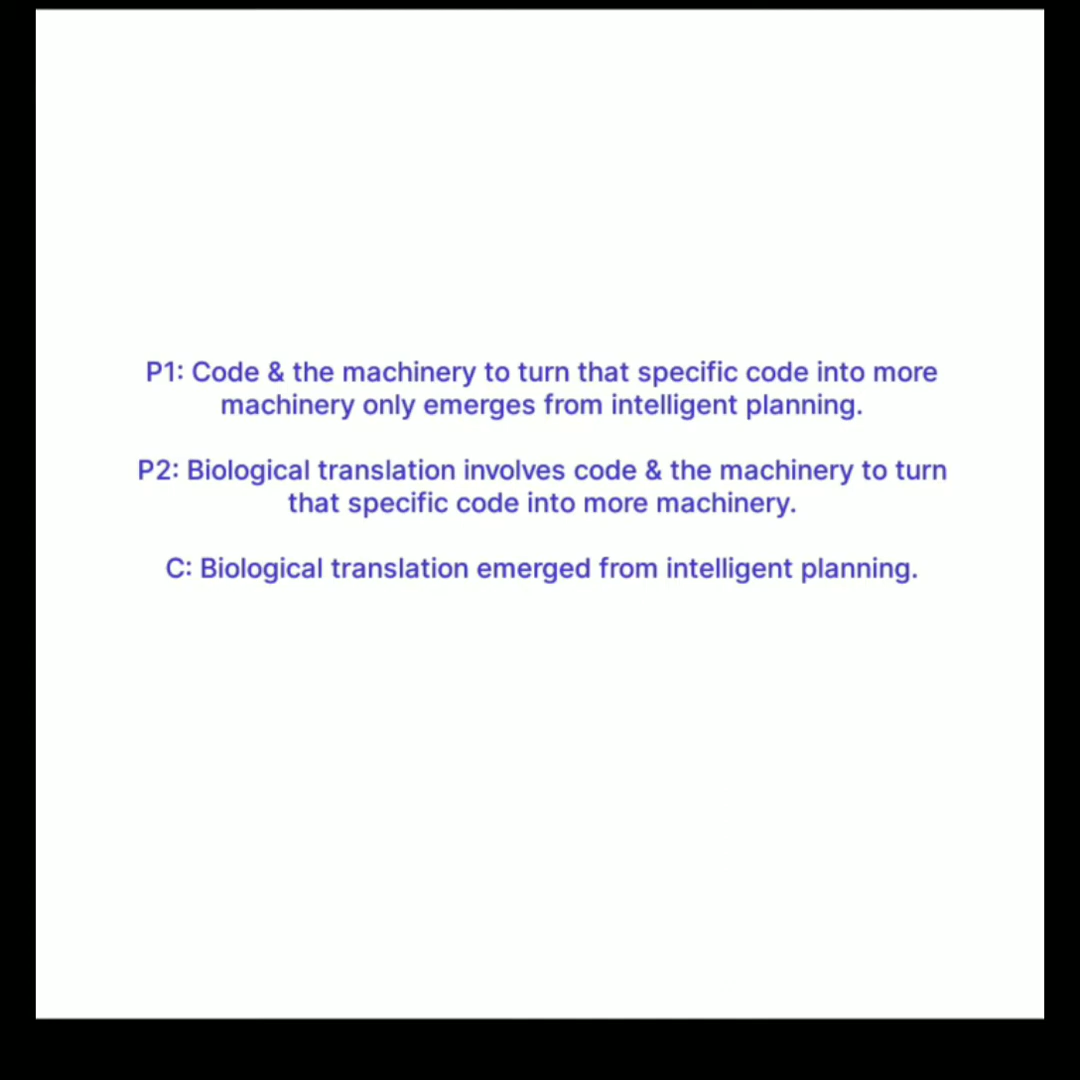 P1: Code & the machinery to turn that specific code into more
machinery only emerges from intelligent planning.
P2: Biological translation involves code & the machinery to turn
that specific code into more machinery.
C: Biological translation emerged from intelligent planning.